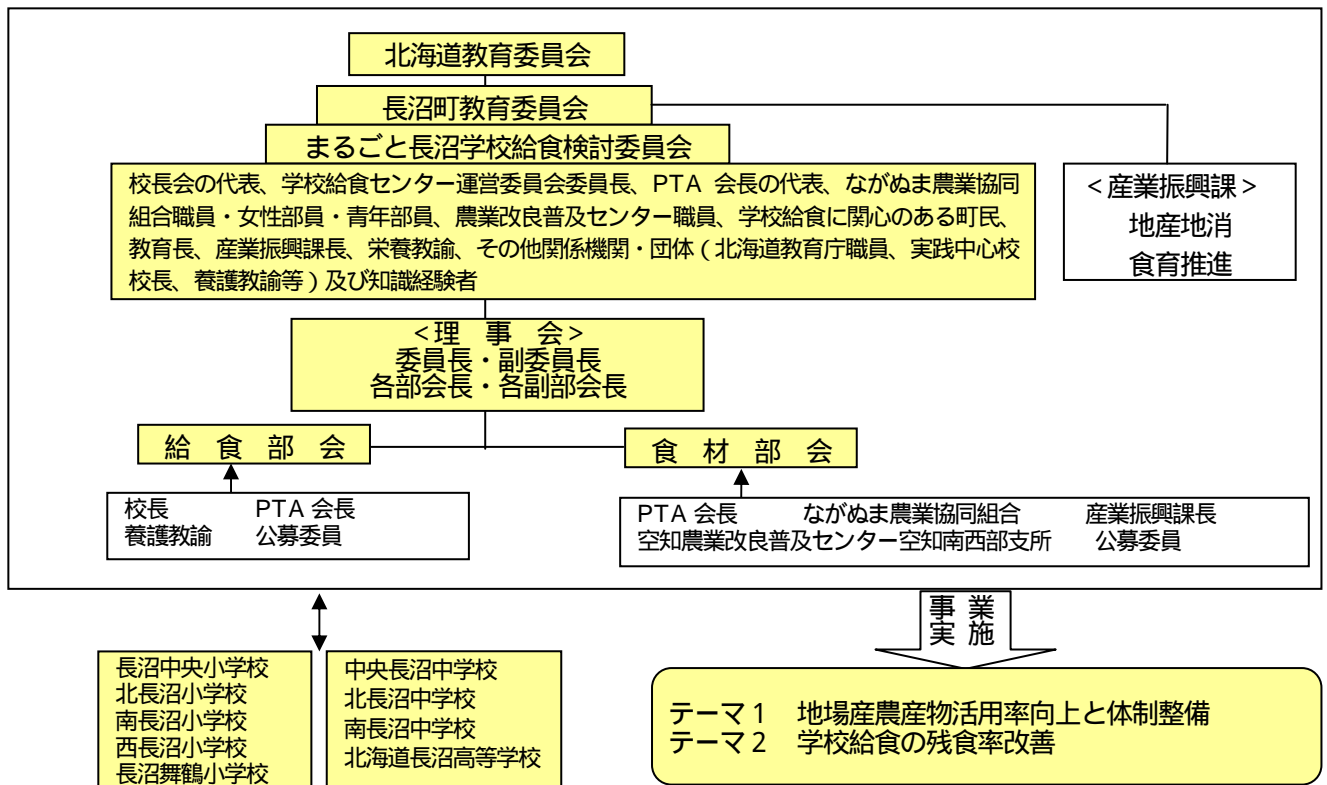 北海道教育委員会
長沼町教育委員会
まるごと長沼学校給食検討委員会
校長会の代表、学校給食センター運営委員会委員長、PTA 会長の代表、ながぬま農業協同
組合職員・女性部員・青年部員、農業改良普及センター職員、学校給食に関心のある町民、
教育長、産業振興課長、栄養教諭、その他関係機関・団体（北海道教育庁職員、実践中心校
校長、養護教諭等）及び知識経験者
＜産業振興課＞
地産地消
食育推進
＜理　事　会＞
委員長・副委員長
各部会長・各副部会長
給　食　部　会
食　材　部　会
校長　PTA 会長
養護教諭　公募委員
PTA 会長　ながぬま農業協同組合　産業振興課長
空知農業改良普及センター空知南西部支所　公募委員
事 業
実 施
長沼中央小学校
北長沼小学校
南長沼小学校
西長沼小学校
長沼舞鶴小学校
中央長沼中学校
北長沼中学校
南長沼中学校
北海道長沼高等学校
テーマ1　地場産農産物活用率向上と体制整備
テーマ2　学校給食の残食率改善